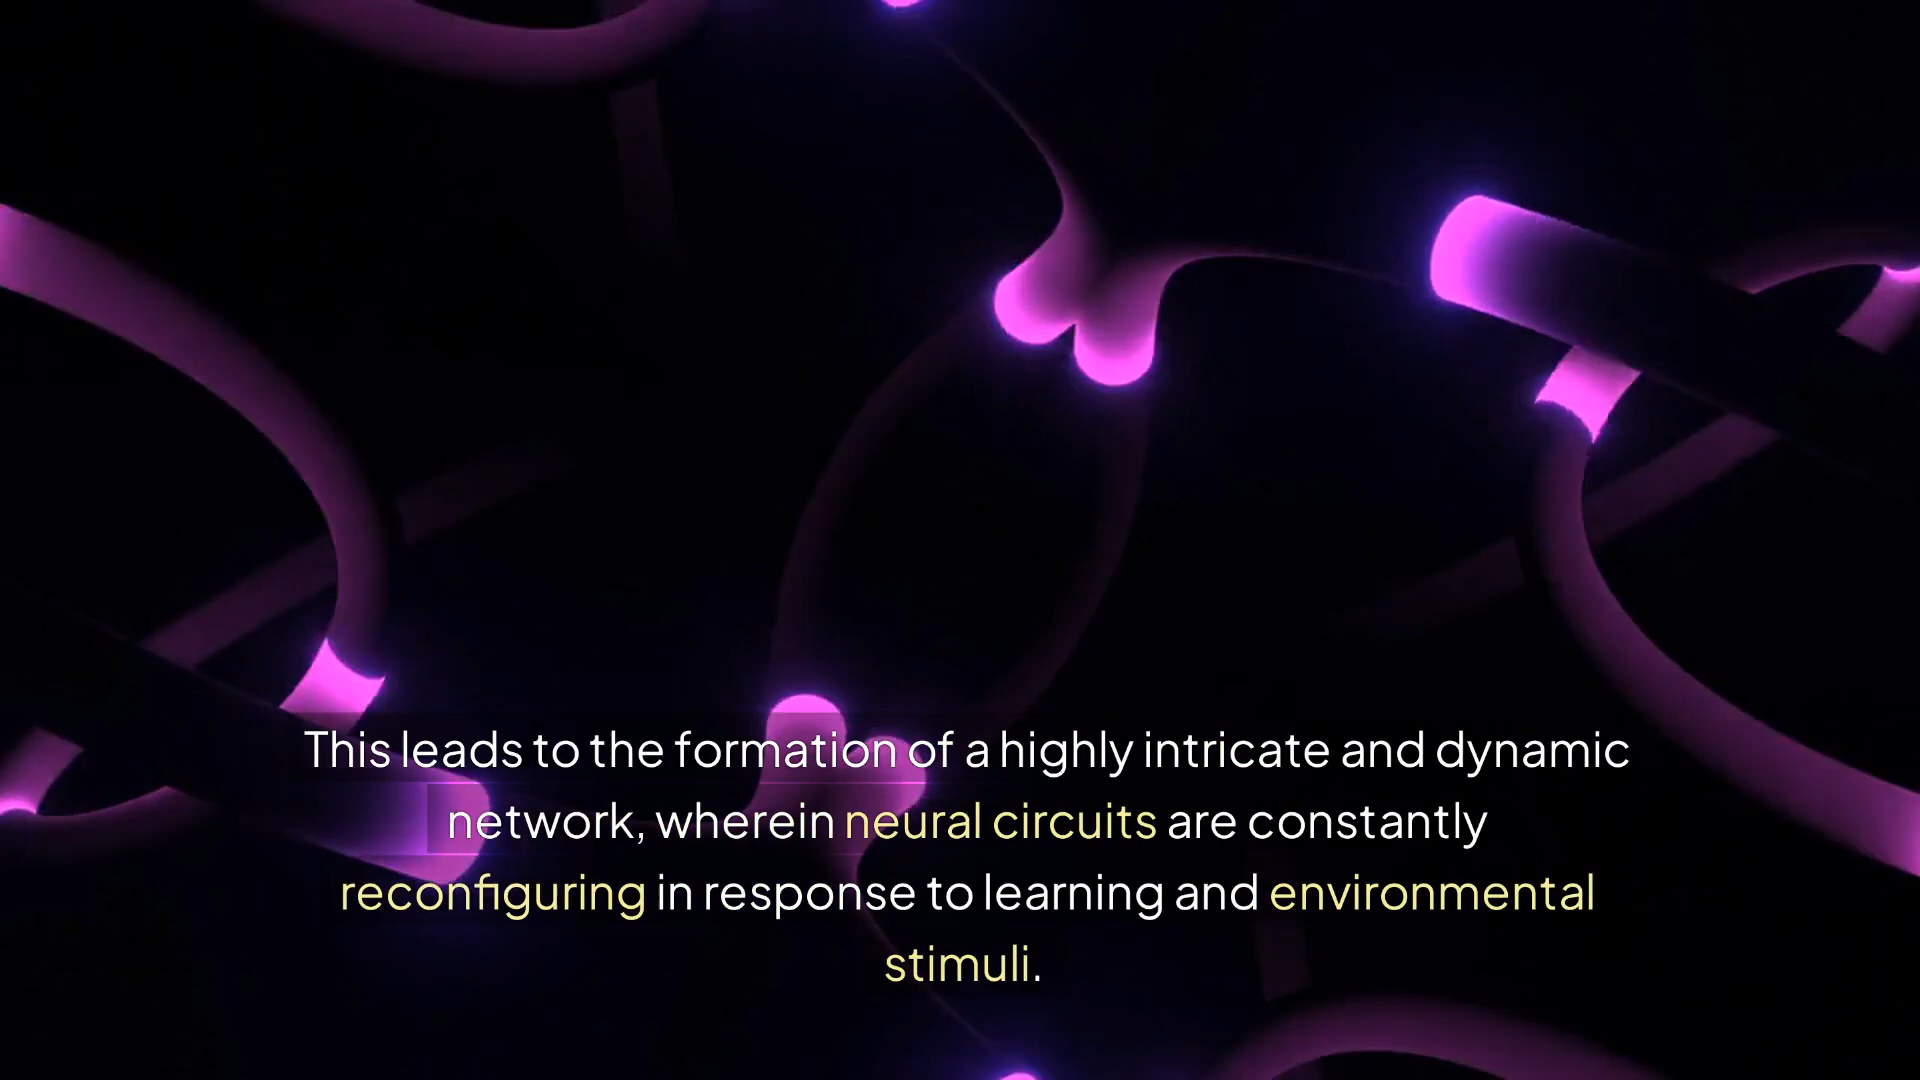 This leads to the formation of a highly intricate and dynamic
network, wherein neural circuits are constantly
reconfiguring in response to learning and environmental
stimuli.